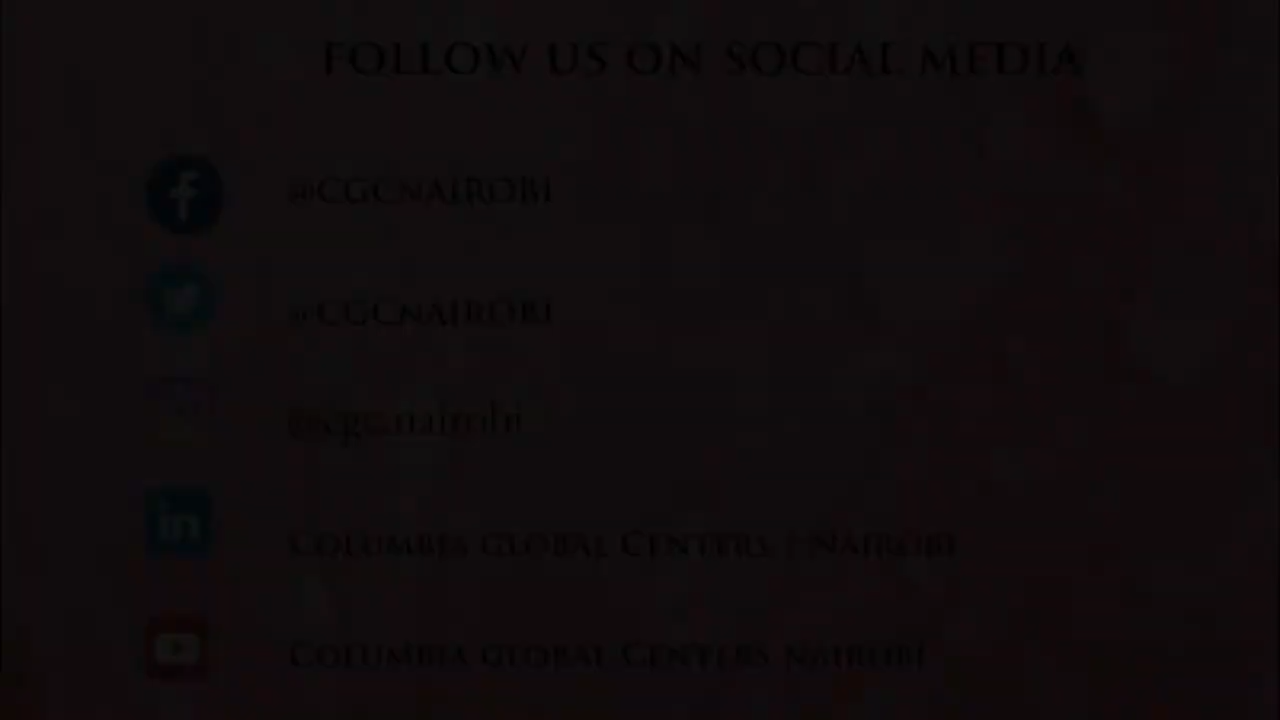 FOLLOW US ON SOCIAL MEDIA
@CGCNAIROBI
@CGCNAIROBI
@cgcnairobi
COLUMBIA GLOBAL CENTERS | NAIROBI
COLUMBIA GLOBAL CENTERS NAIROBI